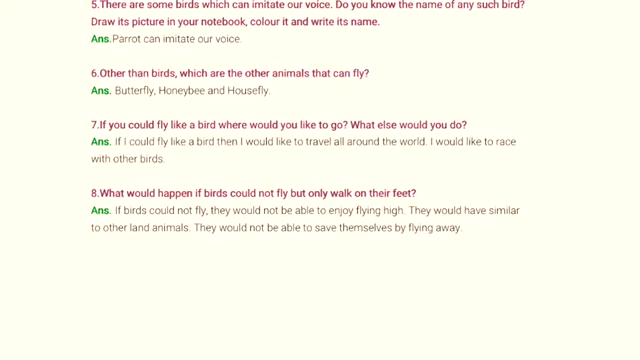 5.There are some birds which can imitate our voice. Do you know the name of any such bird?
Draw its picture in your notebook, colour it and write its name.
Ans.Parrot can imitate our voice.
6.Other than birds, which are the other animals that can fly?
Ans. Butterfly, Honeybee and Housefly.
7.If you could fly like a bird where would you like to go? What else would you do?
Ans. If I could fly like a bird then I would like to travel all around the world. I would like to race
with other birds.
8.What would happen if birds could not fly but only walk on their feet?
Ans. If birds could not fly, they would not be able to enjoy flying high. They would have similar
to other land animals. They would not be able to save themselves by flying away.